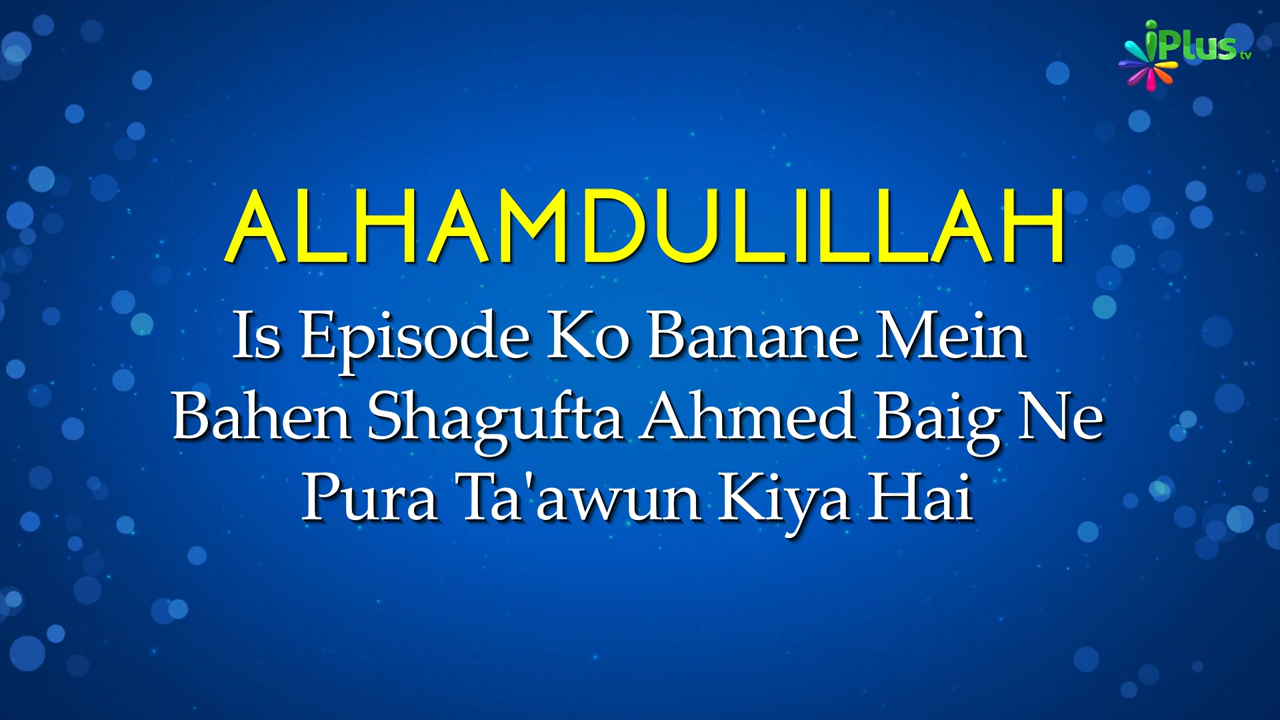 iPlus tv
ALHAMDULILLAH
Is Episode Ko Banane Mein
Bahen Shagufta Ahmed Baig Ne
Pura Ta'awun Kiya Hai